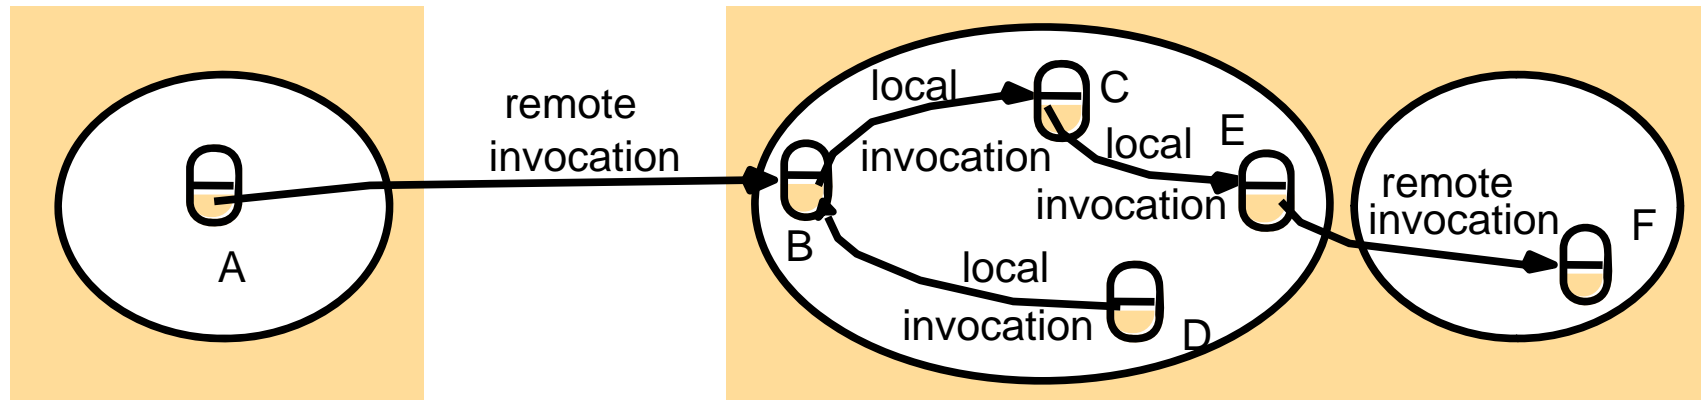 remote
invocation
A
B
local
invocation
C
local
invocation
E
local
invocation
D
remote
invocation
F